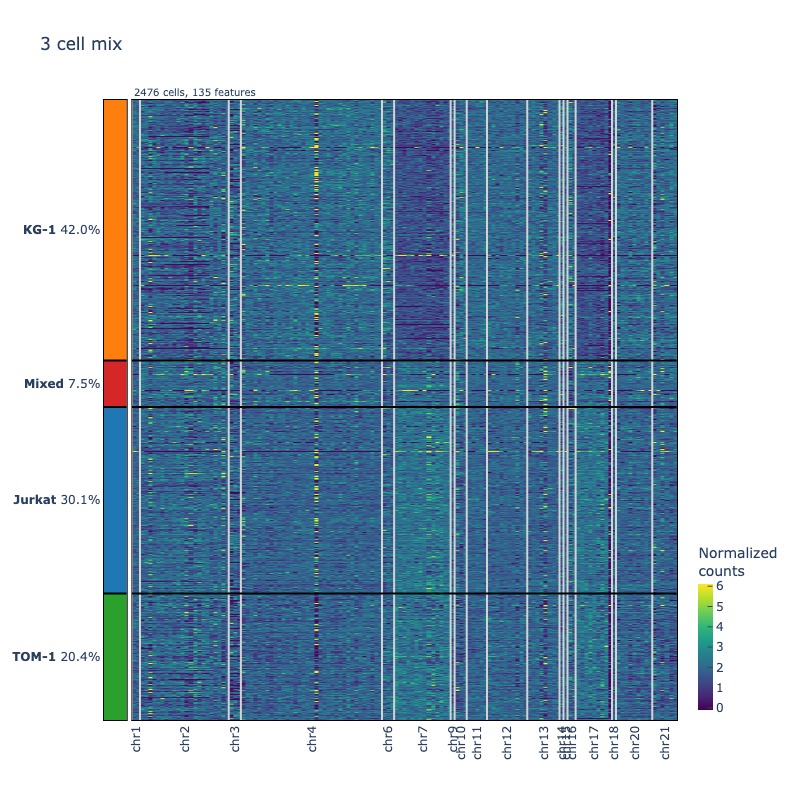 3 cell mix
2476 cells, 135 features
KG-1 42.0%
Mixed 7.5%
Jurkat 30.1%
TOM-1 20.4%
Normalized
counts
6
5
4
3
2
1
0
chr1
chr2
chr3
chr4
chr6
chr7
chr9
chr10
chr11
chr12
chr13
chr14
chr16
chr17
chr18
chr20
chr21